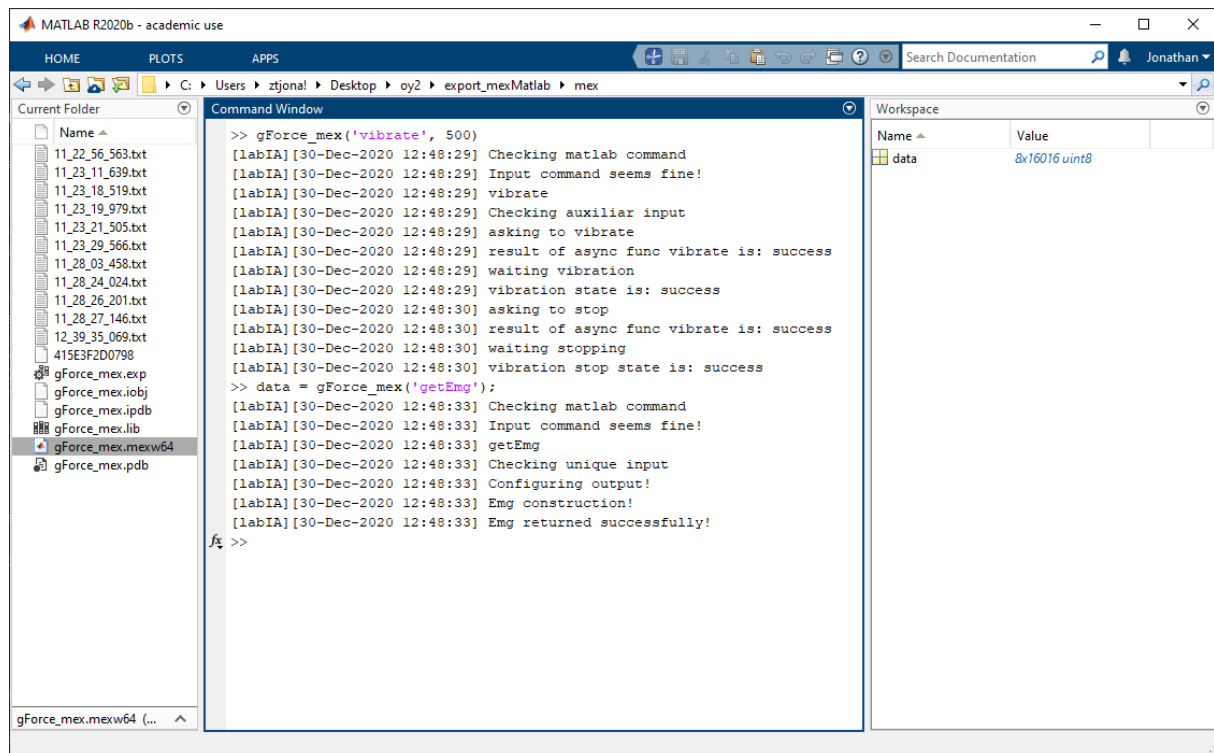 MATLAB R2020b - academic use
HOME PLOTS APPS Search Documentation Jonathan
C: Users ztjona! Desktop oy2 export_mexMatlab mex
Current Folder
Name
11_22_56_563.txt
11_23_11_639.txt
11_23_18_519.txt
11_23_19_979.txt
11_23_21_505.txt
11_23_29_566.txt
11_28_03_458.txt
11_28_24_024.txt
11_28_26_201.txt
11_28_27_146.txt
12_39_35_069.txt
415E3F2D0798
gForce_mex.exp
gForce_mex.iobj
gForce_mex.ipdb
gForce_mex.lib
gForce_mex.mexw64
gForce_mex.pdb
gForce_mex.mexw64 (...
Command Window
>> gForce_mex('vibrate', 500)
[labIA][30-Dec-2020 12:48:29] Checking matlab command
[labIA][30-Dec-2020 12:48:29] Input command seems fine!
[labIA][30-Dec-2020 12:48:29] vibrate
[labIA][30-Dec-2020 12:48:29] Checking auxiliar input
[labIA][30-Dec-2020 12:48:29] asking to vibrate
[labIA][30-Dec-2020 12:48:29] result of async func vibrate is: success
[labIA][30-Dec-2020 12:48:29] waiting vibration
[labIA][30-Dec-2020 12:48:29] vibration state is: success
[labIA][30-Dec-2020 12:48:30] asking to stop
[labIA][30-Dec-2020 12:48:30] result of async func vibrate is: success
[labIA][30-Dec-2020 12:48:30] waiting stopping
[labIA][30-Dec-2020 12:48:30] vibration stop state is: success
>> data = gForce_mex('getEmg');
[labIA][30-Dec-2020 12:48:33] Checking matlab command
[labIA][30-Dec-2020 12:48:33] Input command seems fine!
[labIA][30-Dec-2020 12:48:33] getEmg
[labIA][30-Dec-2020 12:48:33] Checking unique input
[labIA][30-Dec-2020 12:48:33] Configuring output!
[labIA][30-Dec-2020 12:48:33] Emg construction!
[labIA][30-Dec-2020 12:48:33] Emg returned successfully!
fx >>
Workspace
Name Value
data 8x16016 uint8